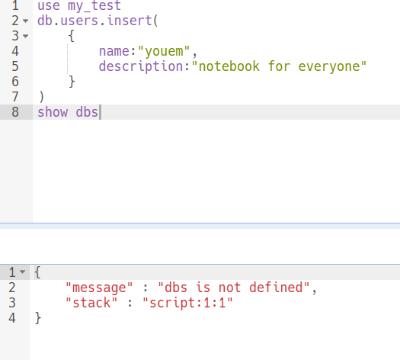 1 use my_test
2 db.users.insert(
3 {
4 name:"youem",
5 description:"notebook for everyone"
6 }
7 )
8 show dbs
1 {
2 "message" : "dbs is not defined",
3 "stack" : "script:1:1"
4 }